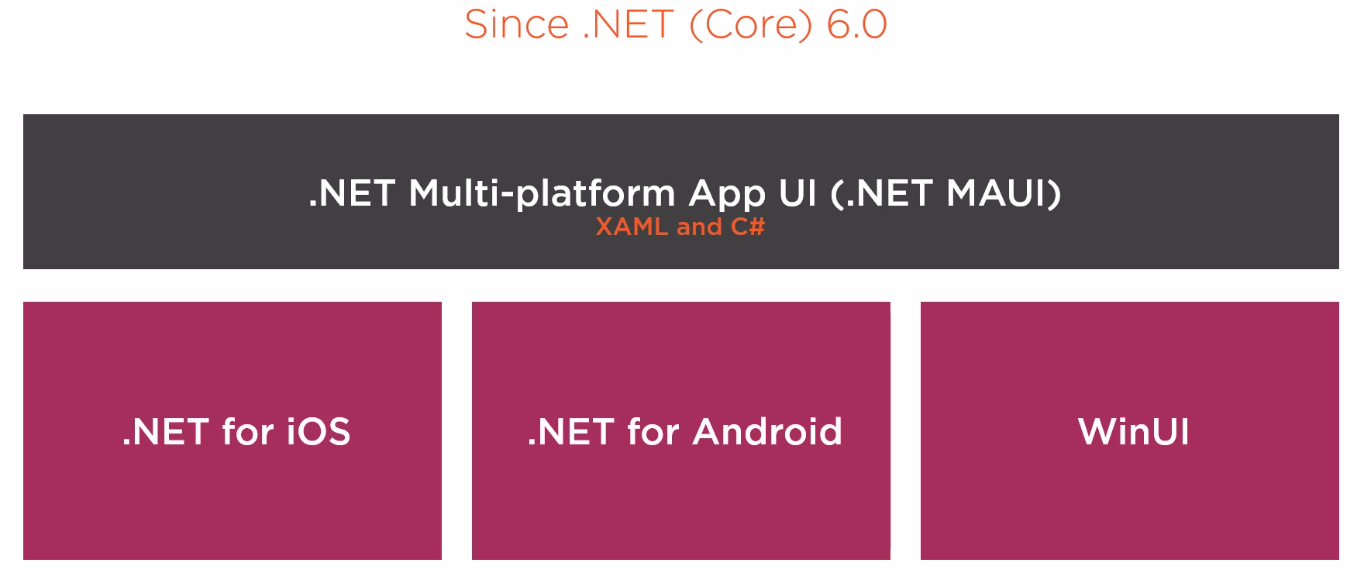 Since .NET (Core) 6.0
.NET Multi-platform App UI (.NET MAUI)
XAML and C#
.NET for iOS
.NET for Android
WinUI